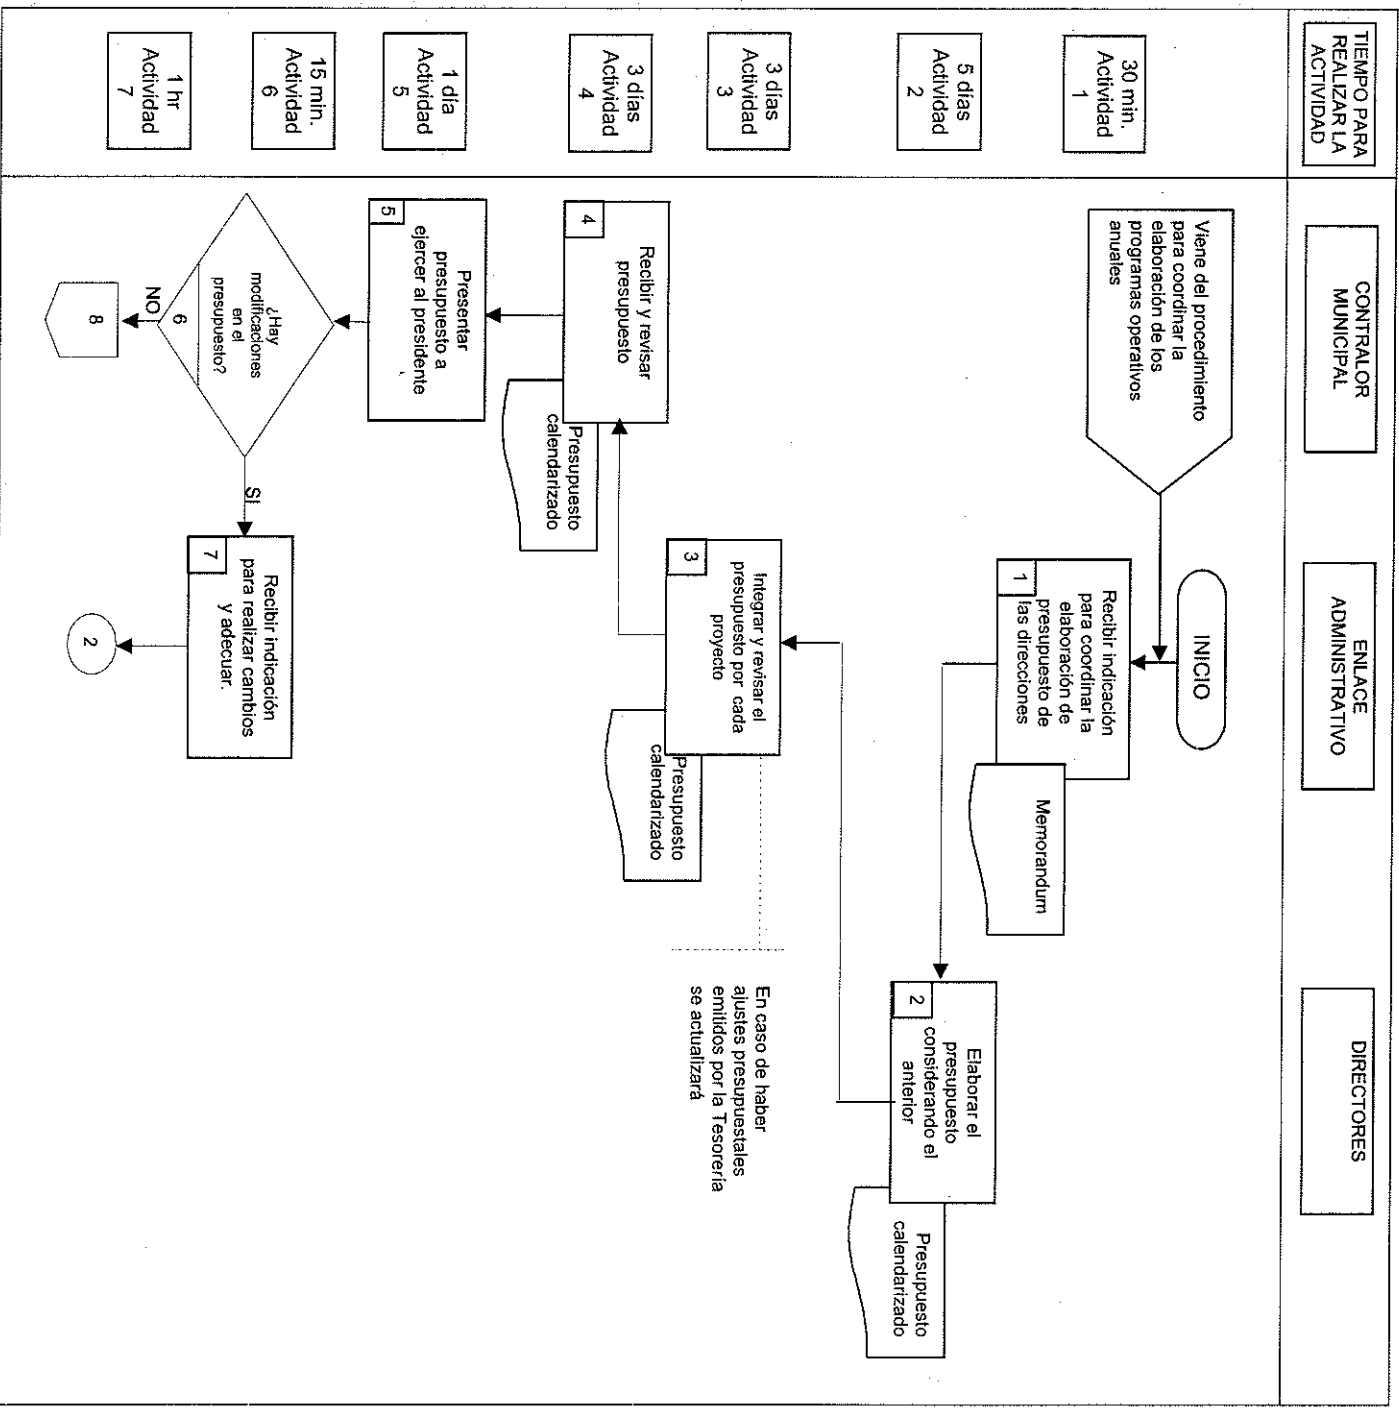 TIEMPO PARA
REALIZAR LA
ACTIVIDAD
CONTRALOR
MUNICIPAL
ENLACE
ADMINISTRATIVO
DIRECTORES
30 min.
Actividad
1
5 días
Actividad
2
3 días
Actividad
3
3 días
Actividad
4
1 día
Actividad
5
15 min.
Actividad
6
1 hr
Actividad
7
Viene del procedimiento
para coordinar la
elaboración de los
programas operativos
anuales
INICIO
Recibir indicación
para coordinar la
elaboración de
presupuesto de
las direcciones
1
Memorandum
Elaborar el
presupuesto
considerando el
anterior
2
Presupuesto
calendarizado
Integrar y revisar el
presupuesto por cada
proyecto
3
Presupuesto
calendarizado
En caso de haber
ajustes presupuestales
emitidos por la Tesorería
se actualizará
Recibir y revisar
presupuesto
4
Presupuesto
calendarizado
Presentar
presupuesto a
ejercer al presidente
5
¿Hay
modificaciones
en el
presupuesto?
6
NO
8
SI
Recibir indicación
para realizar cambios
y adecuar.
7
2